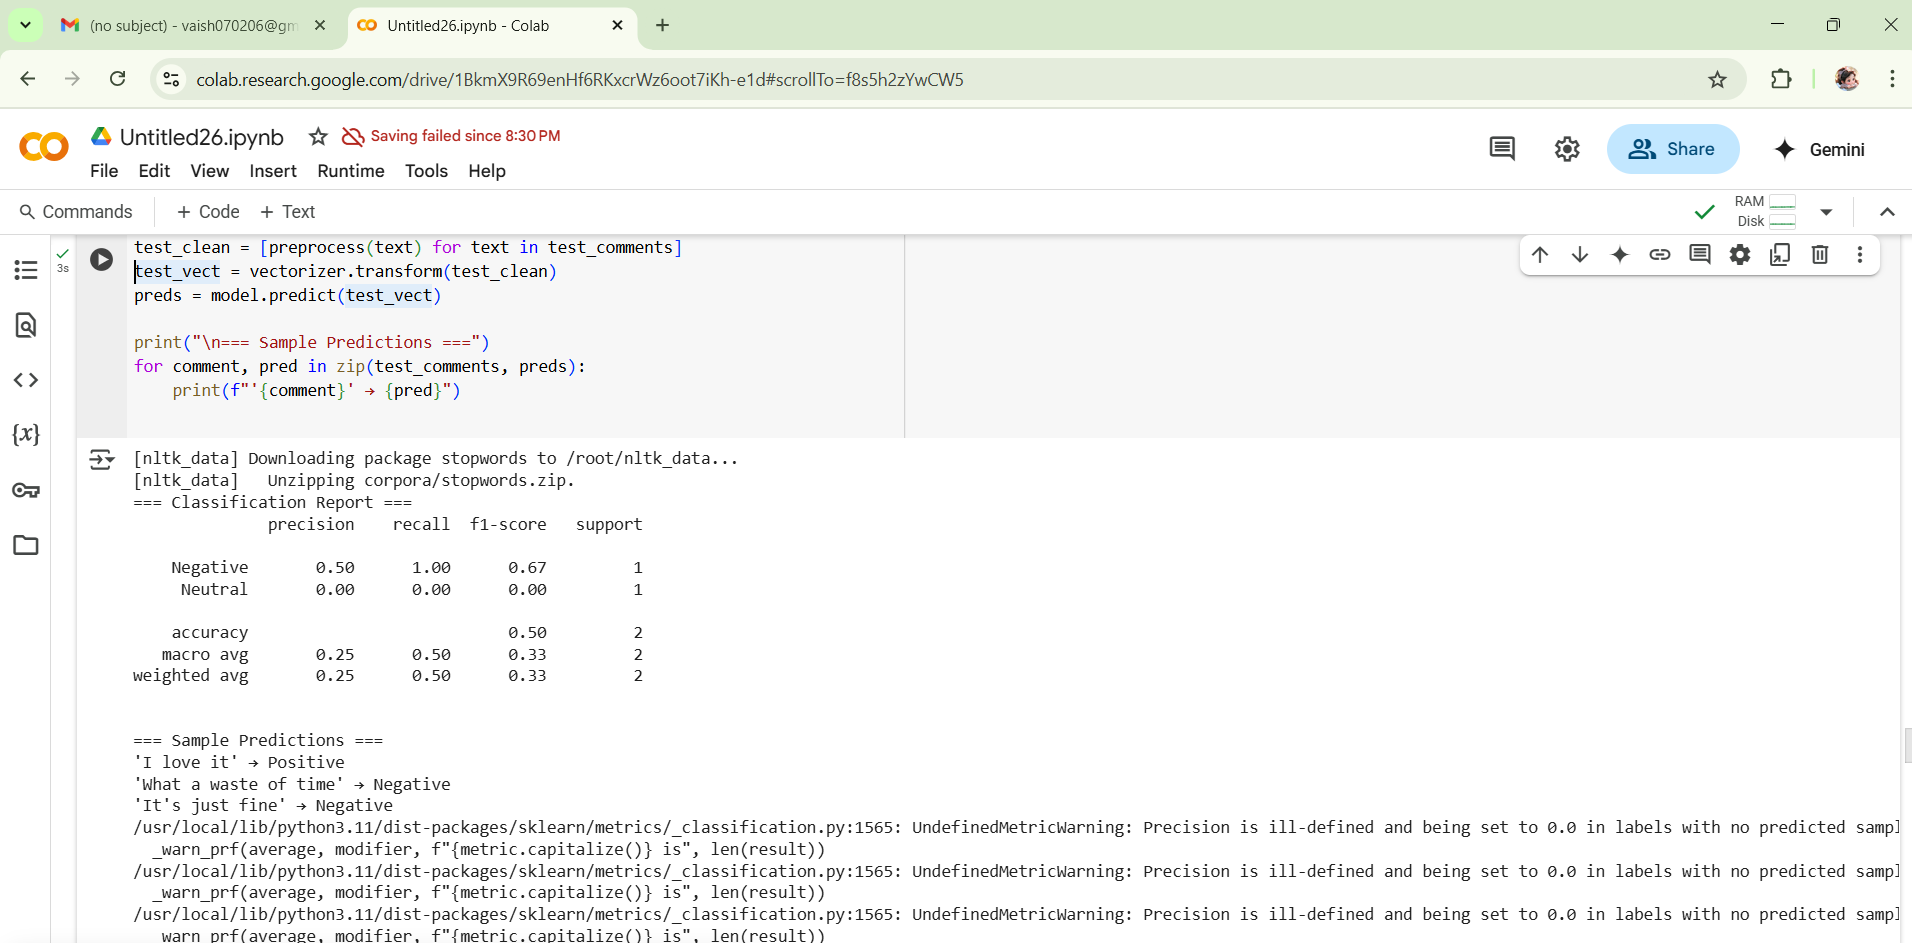 (no subject) - vaish070206@gm
Untitled26.ipynb - Colab
colab.research.google.com/drive/1BkmX9R69enHf6RKxcrWz6oot7iKh-e1d#scrollTo=f8s5h2zYwCW5
Untitled26.ipynb
Saving failed since 8:30 PM
File Edit View Insert Runtime Tools Help
Share
Gemini
Commands + Code + Text
RAM
Disk
3s
test_clean = [preprocess(text) for text in test_comments]
test_vect = vectorizer.transform(test_clean)
preds = model.predict(test_vect)
print("\n=== Sample Predictions ===")
for comment, pred in zip(test_comments, preds):
print(f"'{comment}' → {pred}")
[nltk_data] Downloading package stopwords to /root/nltk_data...
[nltk_data]   Unzipping corpora/stopwords.zip.
=== Classification Report ===
precision recall f1-score support
Negative 0.50 1.00 0.67 1
Neutral 0.00 0.00 0.00 1
accuracy 0.50 2
macro avg 0.25 0.50 0.33 2
weighted avg 0.25 0.50 0.33 2
=== Sample Predictions ===
'I love it' → Positive
'What a waste of time' → Negative
'It's just fine' → Negative
/usr/local/lib/python3.11/dist-packages/sklearn/metrics/_classification.py:1565: UndefinedMetricWarning: Precision is ill-defined and being set to 0.0 in labels with no predicted sampl
_warn_prf(average, modifier, f"{metric.capitalize()} is", len(result))
/usr/local/lib/python3.11/dist-packages/sklearn/metrics/_classification.py:1565: UndefinedMetricWarning: Precision is ill-defined and being set to 0.0 in labels with no predicted sampl
_warn_prf(average, modifier, f"{metric.capitalize()} is", len(result))
/usr/local/lib/python3.11/dist-packages/sklearn/metrics/_classification.py:1565: UndefinedMetricWarning: Precision is ill-defined and being set to 0.0 in labels with no predicted sampl
_warn_prf(average, modifier, f"{metric.capitalize()} is", len(result))